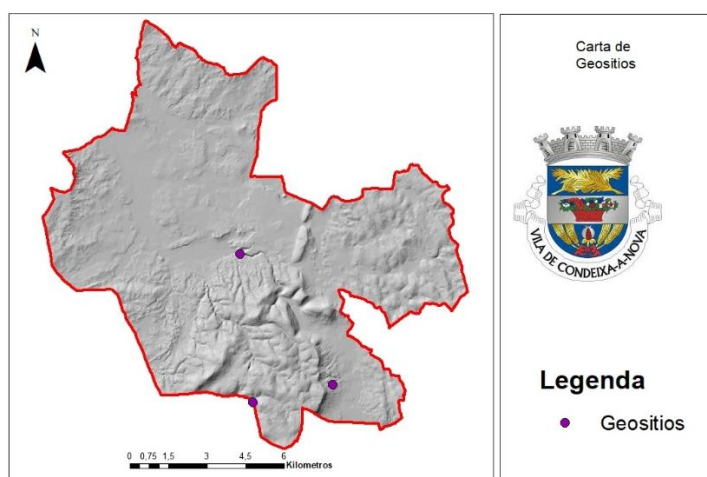 N
0 0,75 1,5 3 4,5 6
Kilometros
Carta de
Geositios
VILA DE CONDEIXA-A-NOVA
Legenda
Geositios